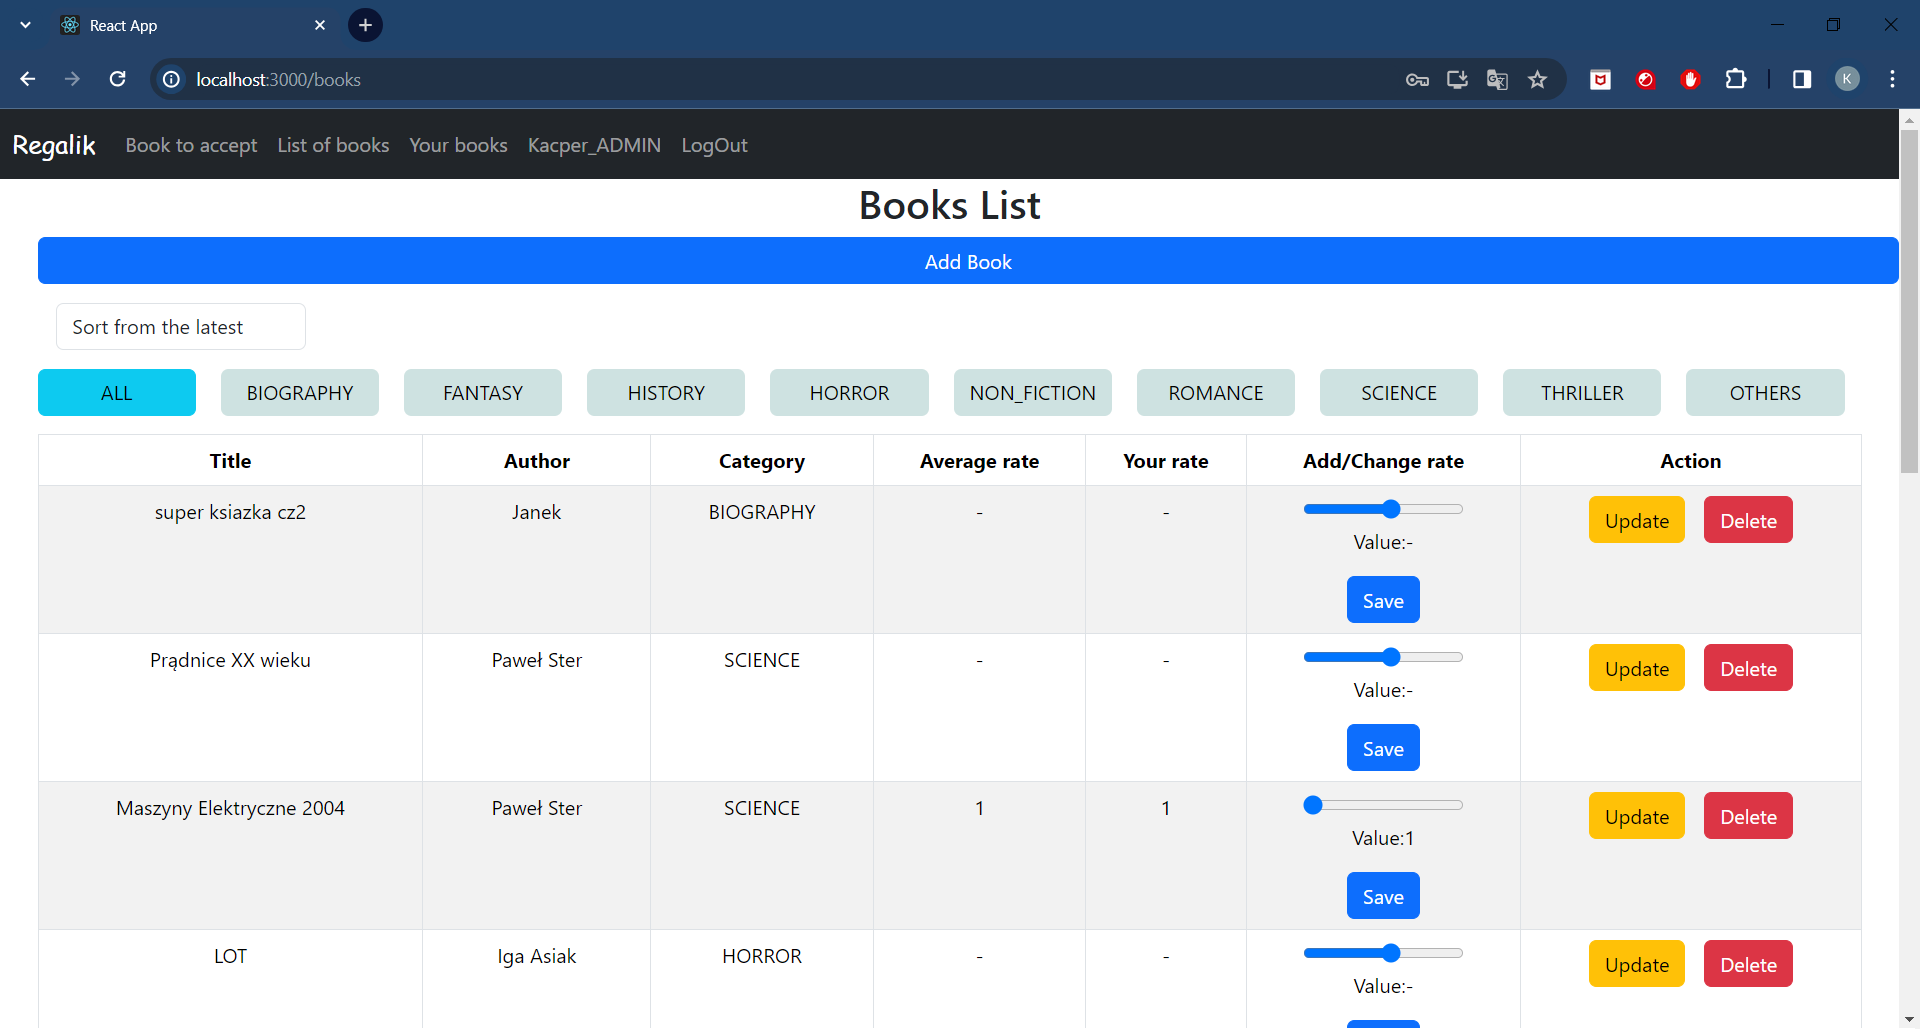 React App
localhost:3000/books
K
Regalik Book to accept List of books Your books Kacper_ADMIN LogOut
Books List
Add Book
Sort from the latest
ALL BIOGRAPHY FANTASY HISTORY HORROR NON_FICTION ROMANCE SCIENCE THRILLER OTHERS
Title Author Category Average rate Your rate Add/Change rate Action
super ksiazka cz2 Janek BIOGRAPHY - - Update Delete
Value:-
Save
Prądnice XX wieku Paweł Ster SCIENCE - - Update Delete
Value:-
Save
Maszyny Elektryczne 2004 Paweł Ster SCIENCE 1 1 Update Delete
Value:1
Save
LOT Iga Asiak HORROR - - Update Delete
Value:-